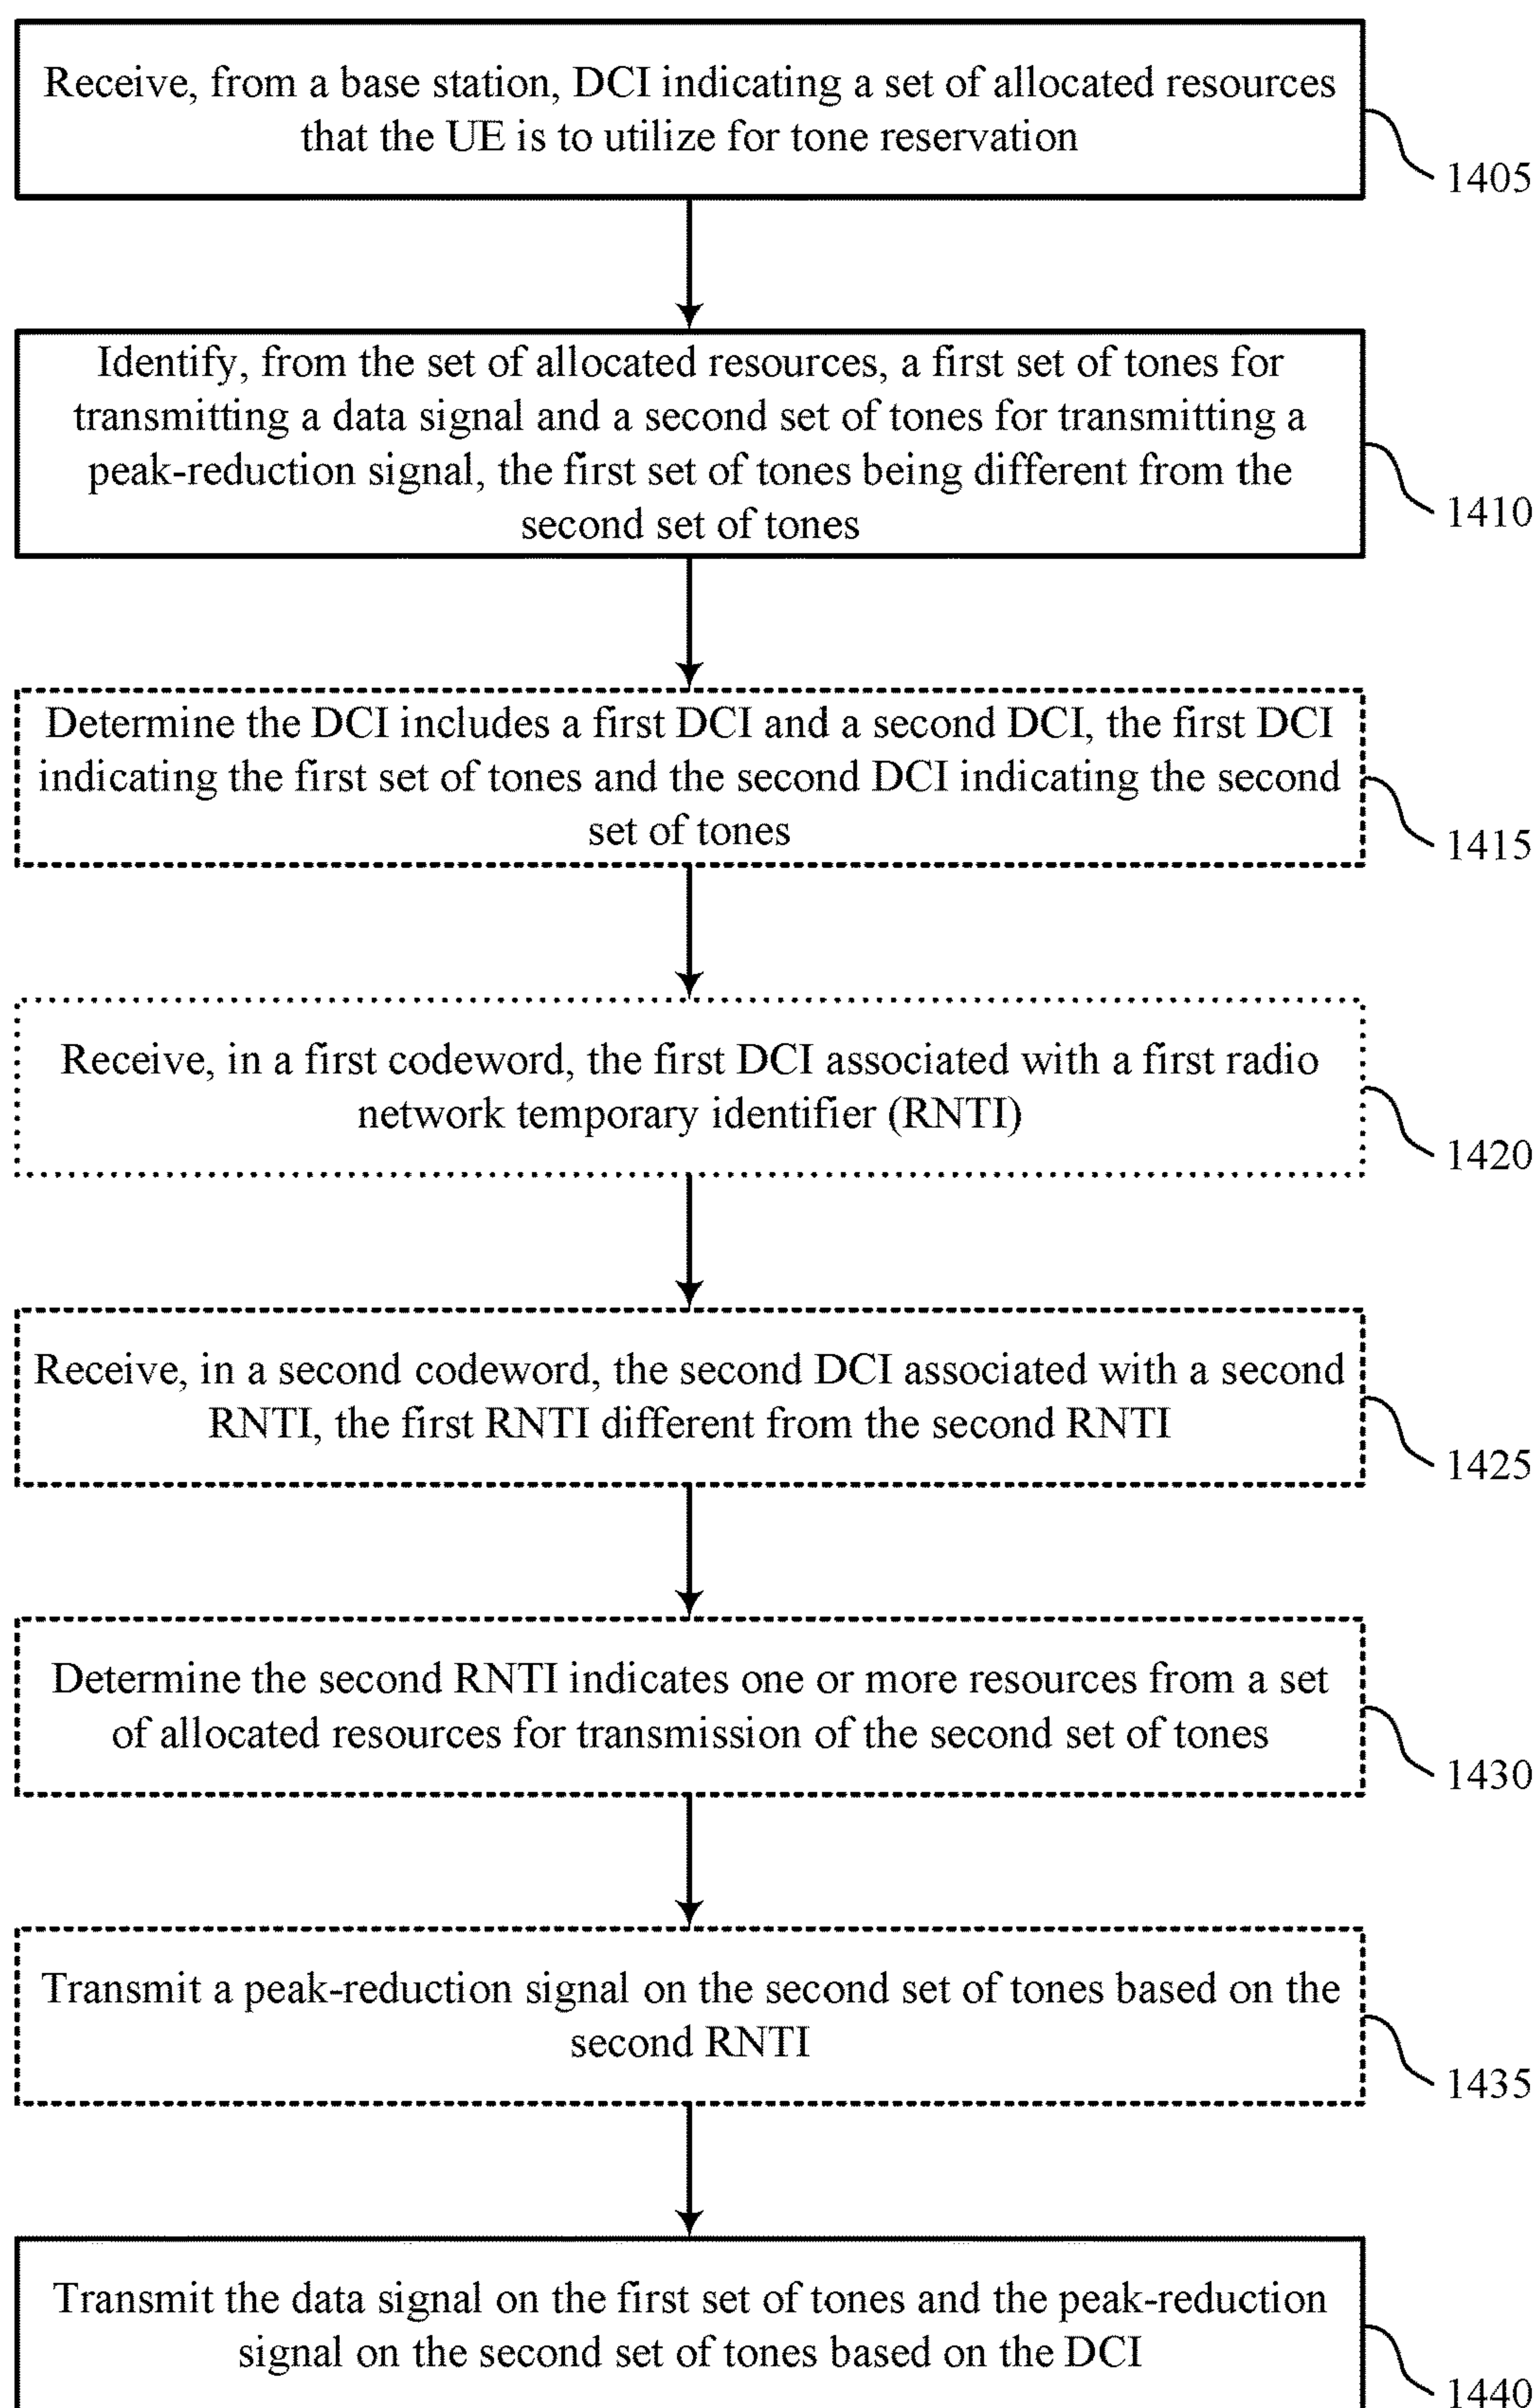 Receive, from a base station, DCI indicating a set of allocated resources
that the UE is to utilize for tone reservation
1405
Identify, from the set of allocated resources, a first set of tones for
transmitting a data signal and a second set of tones for transmitting a
peak-reduction signal, the first set of tones being different from the
second set of tones
1410
Determine the DCI includes a first DCI and a second DCI, the first DCI
indicating the first set of tones and the second DCI indicating the second
set of tones
1415
Receive, in a first codeword, the first DCI associated with a first radio
network temporary identifier (RNTI)
1420
Receive, in a second codeword, the second DCI associated with a second
RNTI, the first RNTI different from the second RNTI
1425
Determine the second RNTI indicates one or more resources from a set
of allocated resources for transmission of the second set of tones
1430
Transmit a peak-reduction signal on the second set of tones based on the
second RNTI
1435
Transmit the data signal on the first set of tones and the peak-reduction
signal on the second set of tones based on the DCI
1440